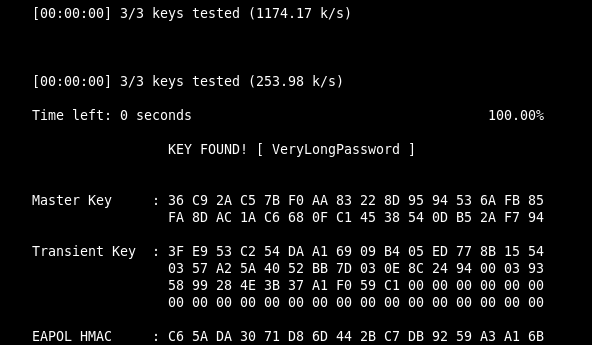 [00:00:00] 3/3 keys tested (1174.17 k/s)
[00:00:00] 3/3 keys tested (253.98 k/s)
Time left: 0 seconds 100.00%
KEY FOUND! [ VeryLongPassword ]
Master Key : 36 C9 2A C5 7B F0 AA 83 22 8D 95 94 53 6A FB 85
FA 8D AC 1A C6 68 0F C1 45 38 54 0D B5 2A F7 94
Transient Key : 3F E9 53 C2 54 DA A1 69 09 B4 05 ED 77 8B 15 54
03 57 A2 5A 40 52 BB 7D 03 0E 8C 24 94 00 03 93
58 99 28 4E 3B 37 A1 F0 59 C1 00 00 00 00 00 00
00 00 00 00 00 00 00 00 00 00 00 00 00 00 00 00
EAPOL HMAC : C6 5A DA 30 71 D8 6D 44 2B C7 DB 92 59 A3 A1 6B